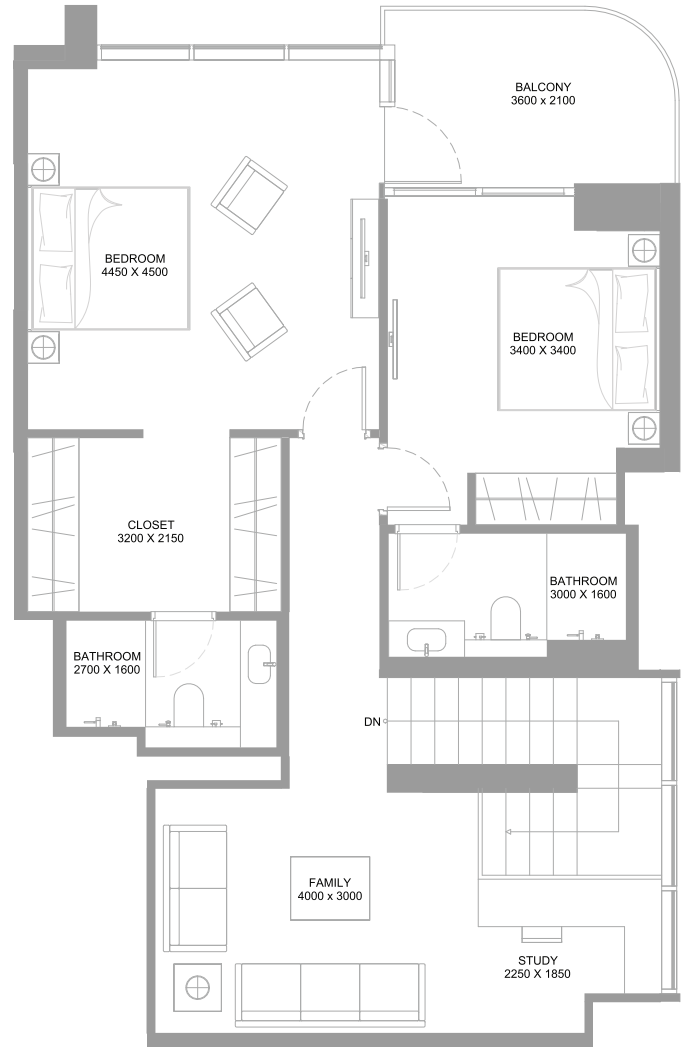 BALCONY
3600 x 2100
BEDROOM
4450 X 4500
BEDROOM
3400 X 3400
CLOSET
3200 X 2150
BATHROOM
3000 X 1600
BATHROOM
2700 X 1600
DN
FAMILY
4000 x 3000
STUDY
2250 X 1850